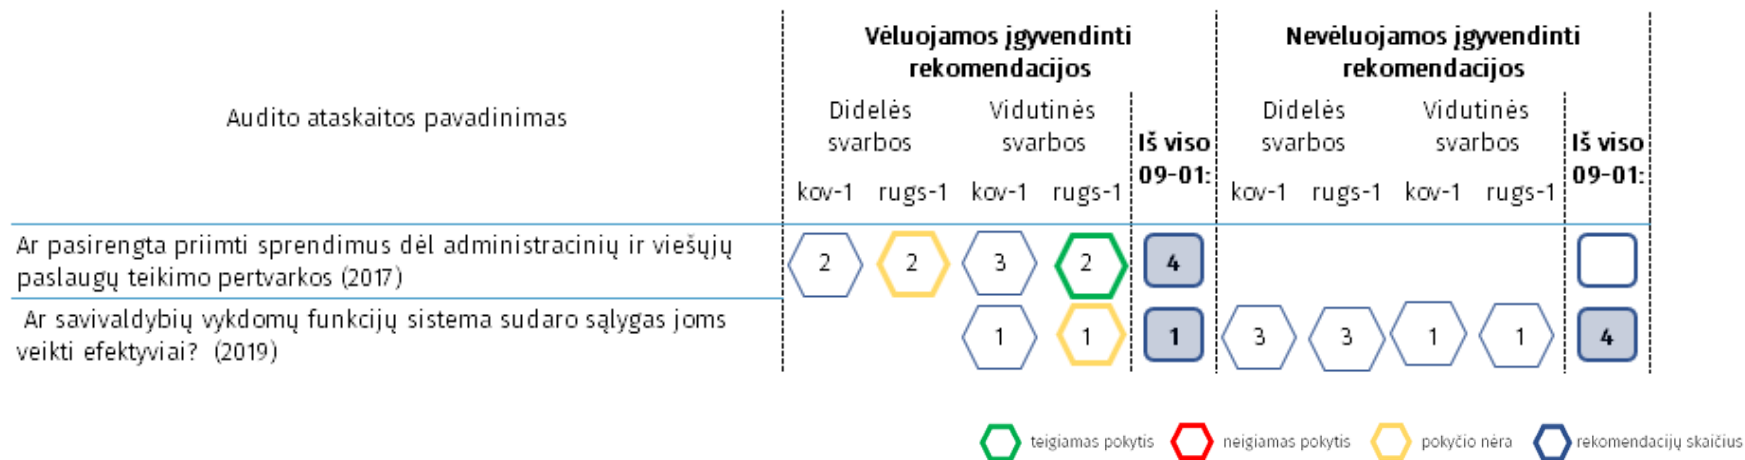 Vėluojamos įgyvendinti
rekomendacijos
Nevėluojamos įgyvendinti
rekomendacijos
Audito ataskaitos pavadinimas
Didelės
svarbos
Vidutinės
svarbos
Iš viso
09-01:
Didelės
svarbos
Vidutinės
svarbos
Iš viso
09-01:
kov-1 rugs-1 kov-1 rugs-1 kov-1 rugs-1 kov-1 rugs-1
Ar pasirengta priimti sprendimus dėl administracinių ir viešųjų
paslaugų teikimo pertvarkos (2017)
2 2 3 2 4
Ar savivaldybių vykdomų funkcijų sistema sudaro sąlygas joms
veikti efektyviai? (2019)
1 1 1 3 3 1 1 4
teigiamas pokytis neigiamas pokytis pokyčio nėra rekomendacijų skaičius